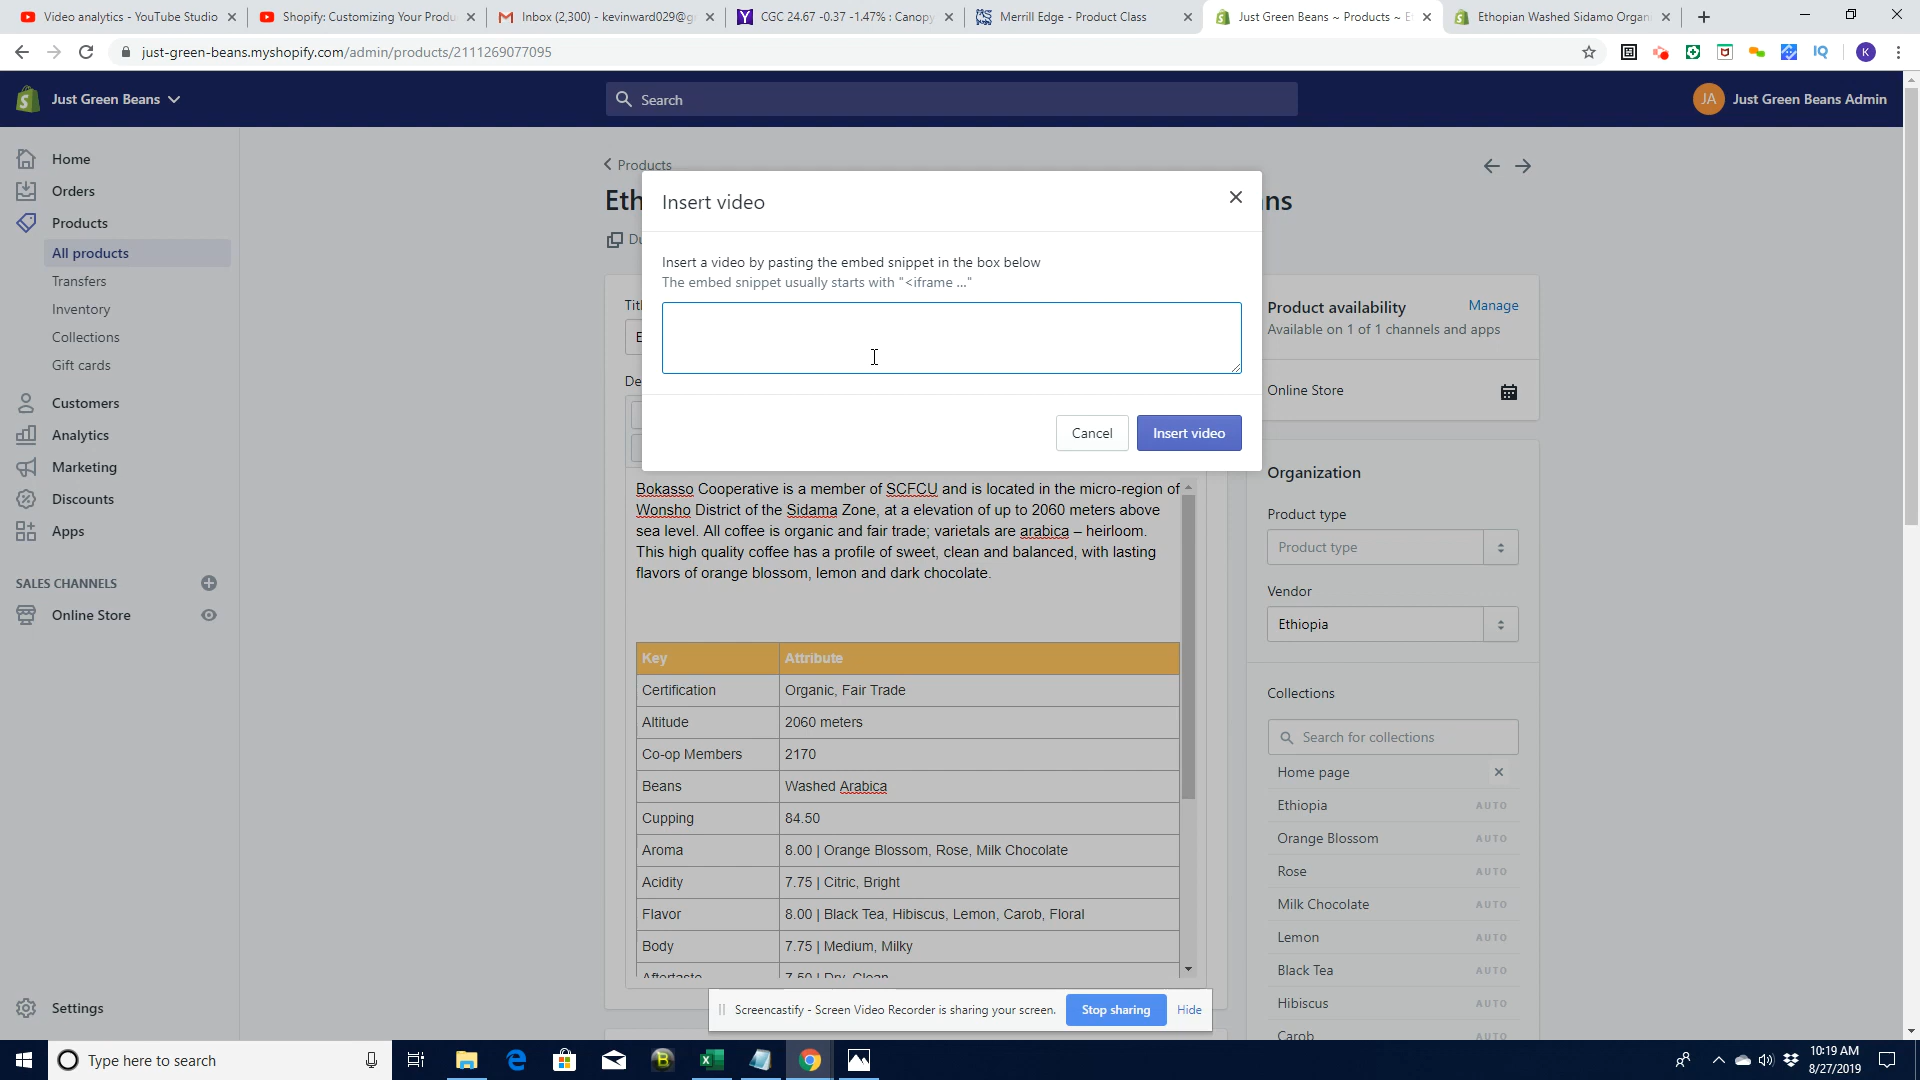 Video analytics - YouTube Studio
Shopify: Customizing Your Produ
Inbox (2,300) - kevinward029@g
CGC 24.67 -0.37 -1.47% : Canopy
Merrill Edge - Product Class
Just Green Beans ~ Products ~ E
Ethopian Washed Sidamo Organ
just-green-beans.myshopify.com/admin/products/2111269077095
IQ
K
Just Green Beans
Search
JA
Just Green Beans Admin
Home
Orders
Products
All products
Transfers
Inventory
Collections
Gift cards
Customers
Analytics
Marketing
Discounts
Apps
SALES CHANNELS
Online Store
Settings
Products
Eth
ns
Du
Titl
E
De
Insert video
Insert a video by pasting the embed snippet in the box below
The embed snippet usually starts with "<iframe ..."
Cancel
Insert video
Bokasso Cooperative is a member of SCFCU and is located in the micro-region of
Wonsho District of the Sidama Zone, at a elevation of up to 2060 meters above
sea level. All coffee is organic and fair trade; varietals are arabica – heirloom.
This high quality coffee has a profile of sweet, clean and balanced, with lasting
flavors of orange blossom, lemon and dark chocolate.
Key Attribute
Certification Organic, Fair Trade
Altitude 2060 meters
Co-op Members 2170
Beans Washed Arabica
Cupping 84.50
Aroma 8.00 | Orange Blossom, Rose, Milk Chocolate
Acidity 7.75 | Citric, Bright
Flavor 8.00 | Black Tea, Hibiscus, Lemon, Carob, Floral
Body 7.75 | Medium, Milky
Aftertaste 7.50 | Dry, Clean
Product availability
Manage
Available on 1 of 1 channels and apps
Online Store
Organization
Product type
Product type
Vendor
Ethiopia
Collections
Search for collections
Home page
Ethiopia AUTO
Orange Blossom AUTO
Rose AUTO
Milk Chocolate AUTO
Lemon AUTO
Black Tea AUTO
Hibiscus AUTO
Carob AUTO
Screencastify - Screen Video Recorder is sharing your screen.
Stop sharing
Hide
Type here to search
10:19 AM
8/27/2019